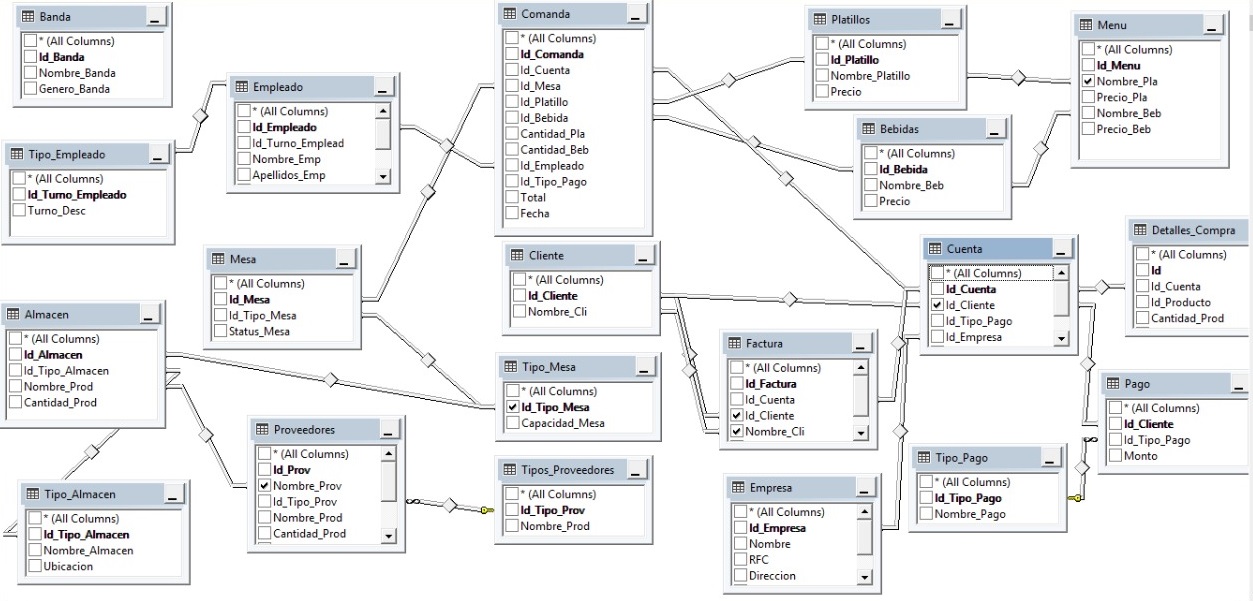 Banda
* (All Columns)
Id_Banda
Nombre_Banda
Genero_Banda
Tipo_Empleado
* (All Columns)
Id_Turno_Empleado
Turno_Desc
Empleado
* (All Columns)
Id_Empleado
Id_Turno_Emplead
Nombre_Emp
Apellidos_Emp
Comanda
* (All Columns)
Id_Comanda
Id_Cuenta
Id_Mesa
Id_Platillo
Id_Bebida
Cantidad_Pla
Cantidad_Beb
Id_Empleado
Id_Tipo_Pago
Total
Fecha
Platillos
* (All Columns)
Id_Platillo
Nombre_Platillo
Precio
Menu
* (All Columns)
Id_Menu
Nombre_Pla
Precio_Pla
Nombre_Beb
Precio_Beb
Bebidas
* (All Columns)
Id_Bebida
Nombre_Beb
Precio
Mesa
* (All Columns)
Id_Mesa
Id_Tipo_Mesa
Status_Mesa
Cliente
* (All Columns)
Id_Cliente
Nombre_Cli
Cuenta
* (All Columns)
Id_Cuenta
Id_Cliente
Id_Tipo_Pago
Id_Empresa
Detalles_Compra
* (All Columns)
Id
Id_Cuenta
Id_Producto
Cantidad_Prod
Almacen
* (All Columns)
Id_Almacen
Id_Tipo_Almacen
Nombre_Prod
Cantidad_Prod
Tipo_Mesa
* (All Columns)
Id_Tipo_Mesa
Capacidad_Mesa
Factura
* (All Columns)
Id_Factura
Id_Cuenta
Id_Cliente
Nombre_Cli
Pago
* (All Columns)
Id_Cliente
Id_Tipo_Pago
Monto
Proveedores
* (All Columns)
Id_Prov
Nombre_Prov
Id_Tipo_Prov
Nombre_Prod
Cantidad_Prod
Tipos_Proveedores
* (All Columns)
Id_Tipo_Prov
Nombre_Prod
Tipo_Pago
* (All Columns)
Id_Tipo_Pago
Nombre_Pago
Tipo_Almacen
* (All Columns)
Id_Tipo_Almacen
Nombre_Almacen
Ubicacion
Empresa
* (All Columns)
Id_Empresa
Nombre
RFC
Direccion